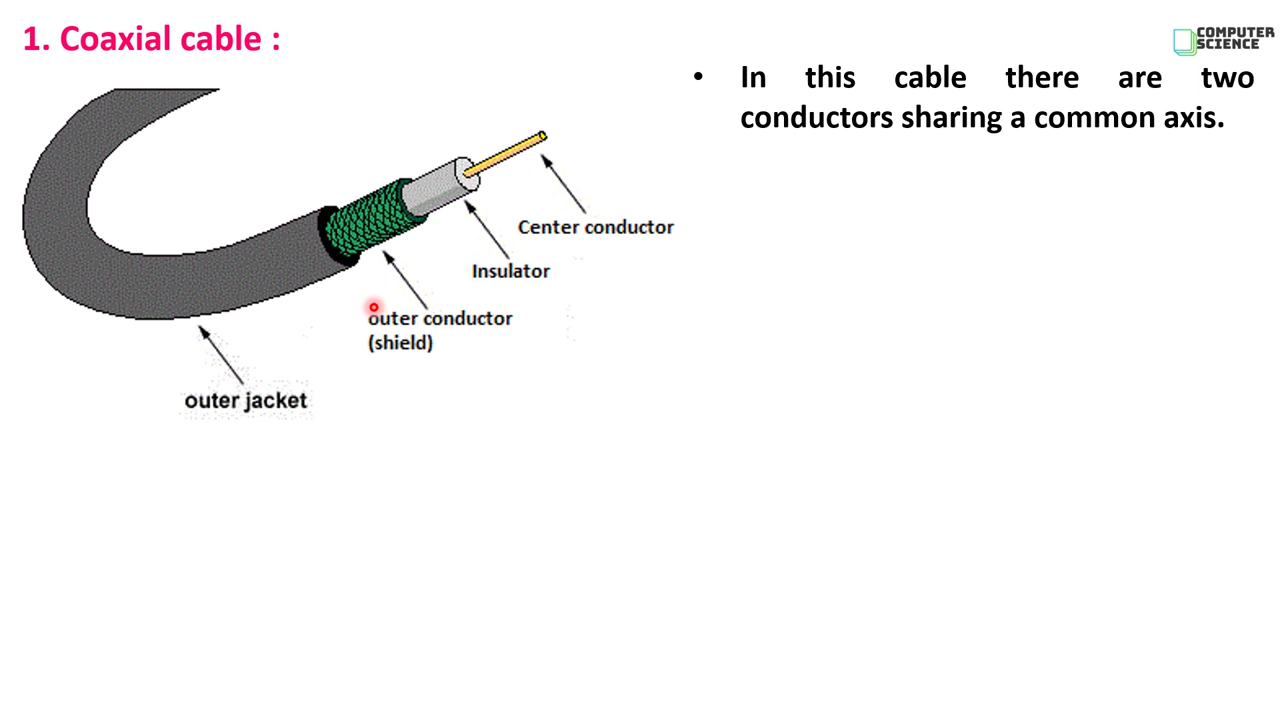 1. Coaxial cable :
COMPUTER
SCIENCE
• In this cable there are two
conductors sharing a common axis.
Center conductor
Insulator
outer conductor
(shield)
outer jacket